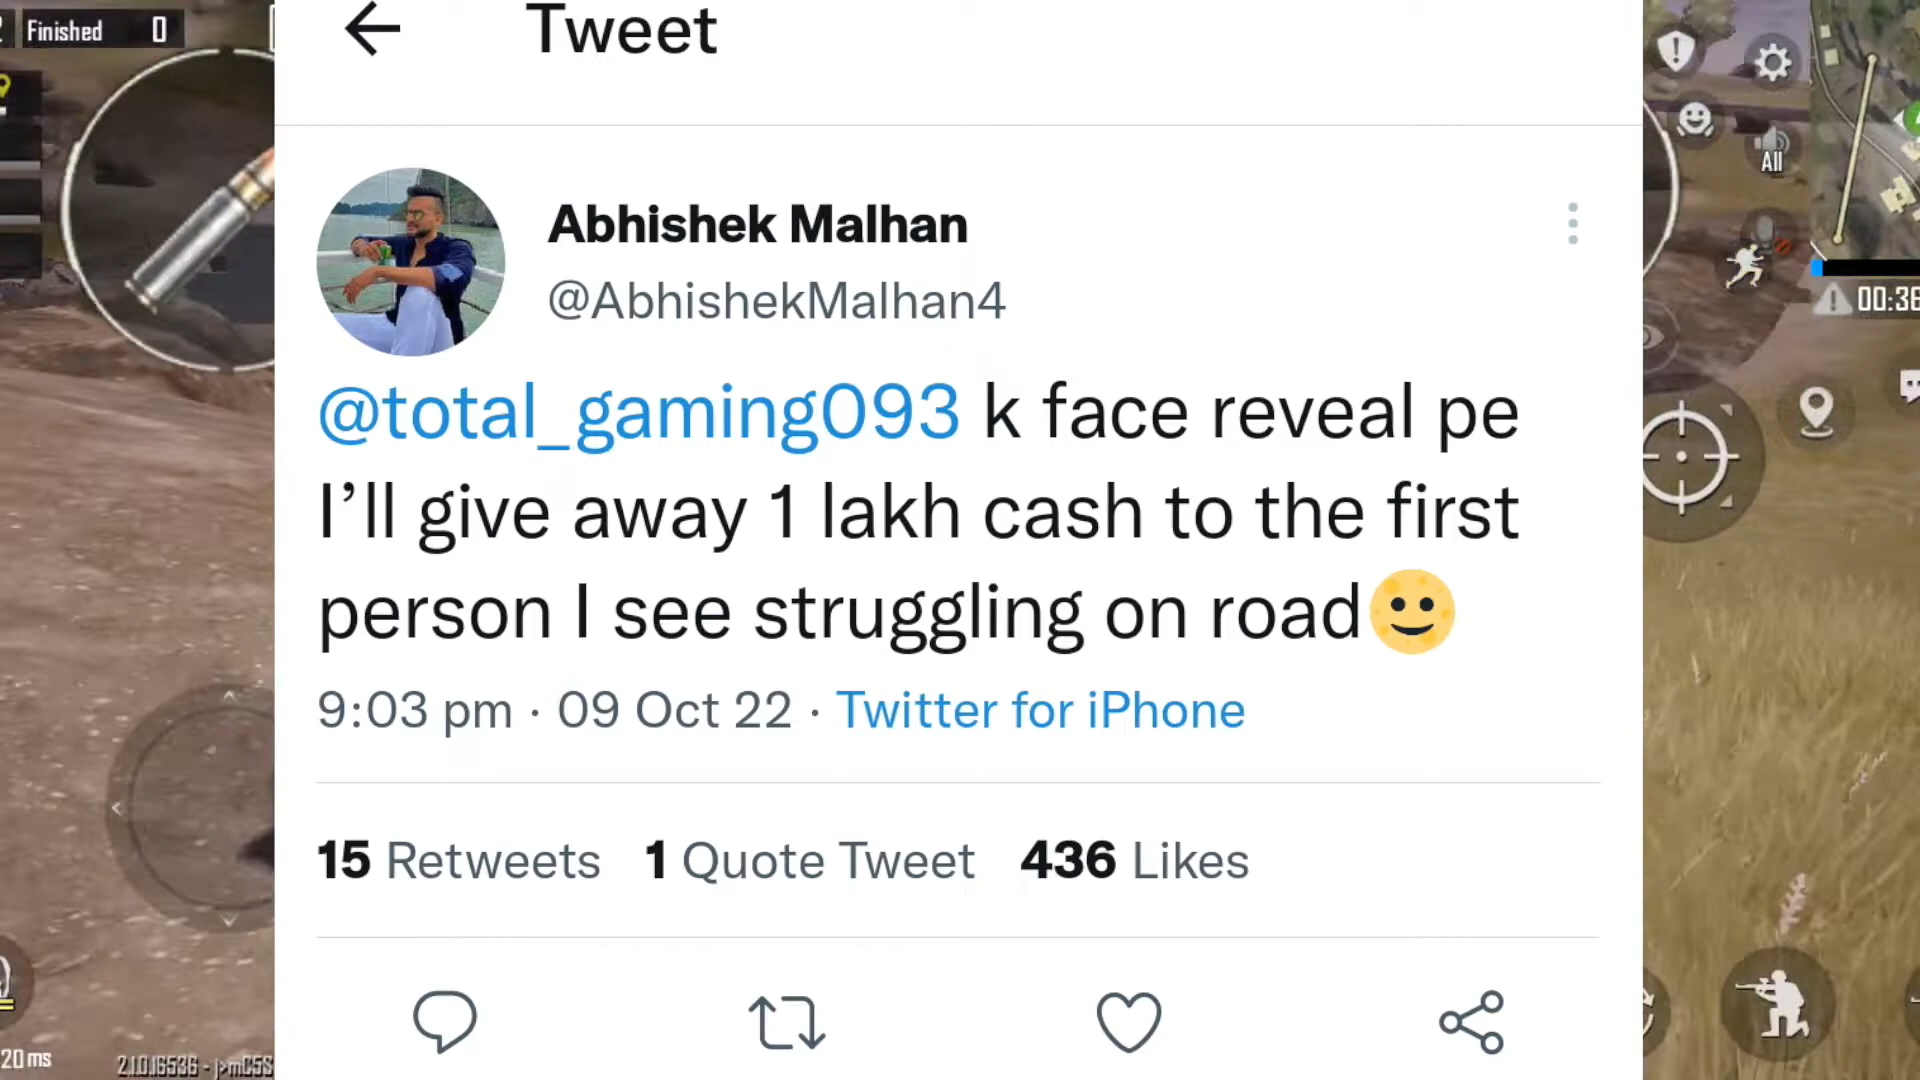 Finished 0
Tweet
Abhishek Malhan
@AbhishekMalhan4
@total_gaming093 k face reveal pe
I’ll give away 1 lakh cash to the first
person I see struggling on road🌝
9:03 pm · 09 Oct 22 · Twitter for iPhone
15 Retweets 1 Quote Tweet 436 Likes
All
00:36
20 ms